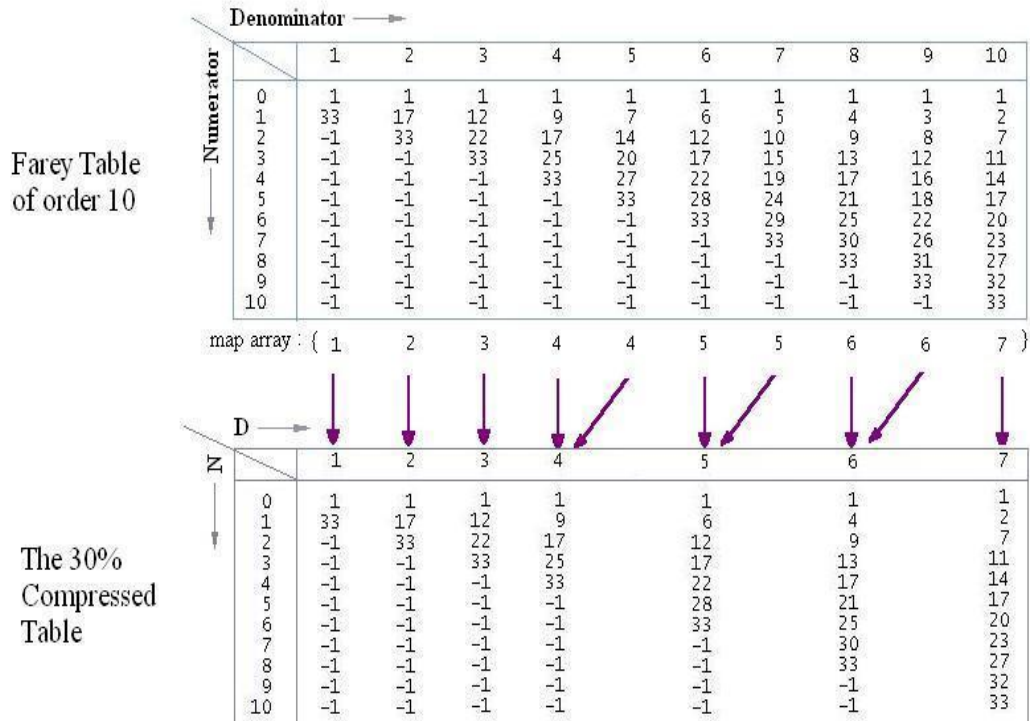 Denominator
Numerator
1 2 3 4 5 6 7 8 9 10
0 1 1 1 1 1 1 1 1 1 1
1 33 17 12 9 7 6 5 4 3 2
2 -1 33 22 17 14 12 10 9 8 7
3 -1 -1 33 25 20 17 15 13 12 11
4 -1 -1 -1 33 27 22 19 17 16 14
5 -1 -1 -1 -1 33 28 24 21 18 17
6 -1 -1 -1 -1 -1 33 29 25 22 20
7 -1 -1 -1 -1 -1 -1 33 30 26 23
8 -1 -1 -1 -1 -1 -1 -1 33 31 27
9 -1 -1 -1 -1 -1 -1 -1 -1 33 32
10 -1 -1 -1 -1 -1 -1 -1 -1 -1 33
Farey Table
of order 10
map array : { 1 2 3 4 4 5 5 6 6 7 }
D
N
1 2 3 4 5 6 7
0 1 1 1 1 1 1 1
1 33 17 12 9 6 4 2
2 -1 33 22 17 12 9 7
3 -1 -1 33 25 17 13 11
4 -1 -1 -1 33 22 17 14
5 -1 -1 -1 -1 28 21 17
6 -1 -1 -1 -1 33 25 20
7 -1 -1 -1 -1 -1 30 23
8 -1 -1 -1 -1 -1 33 27
9 -1 -1 -1 -1 -1 -1 32
10 -1 -1 -1 -1 -1 -1 33
The 30%
Compressed
Table